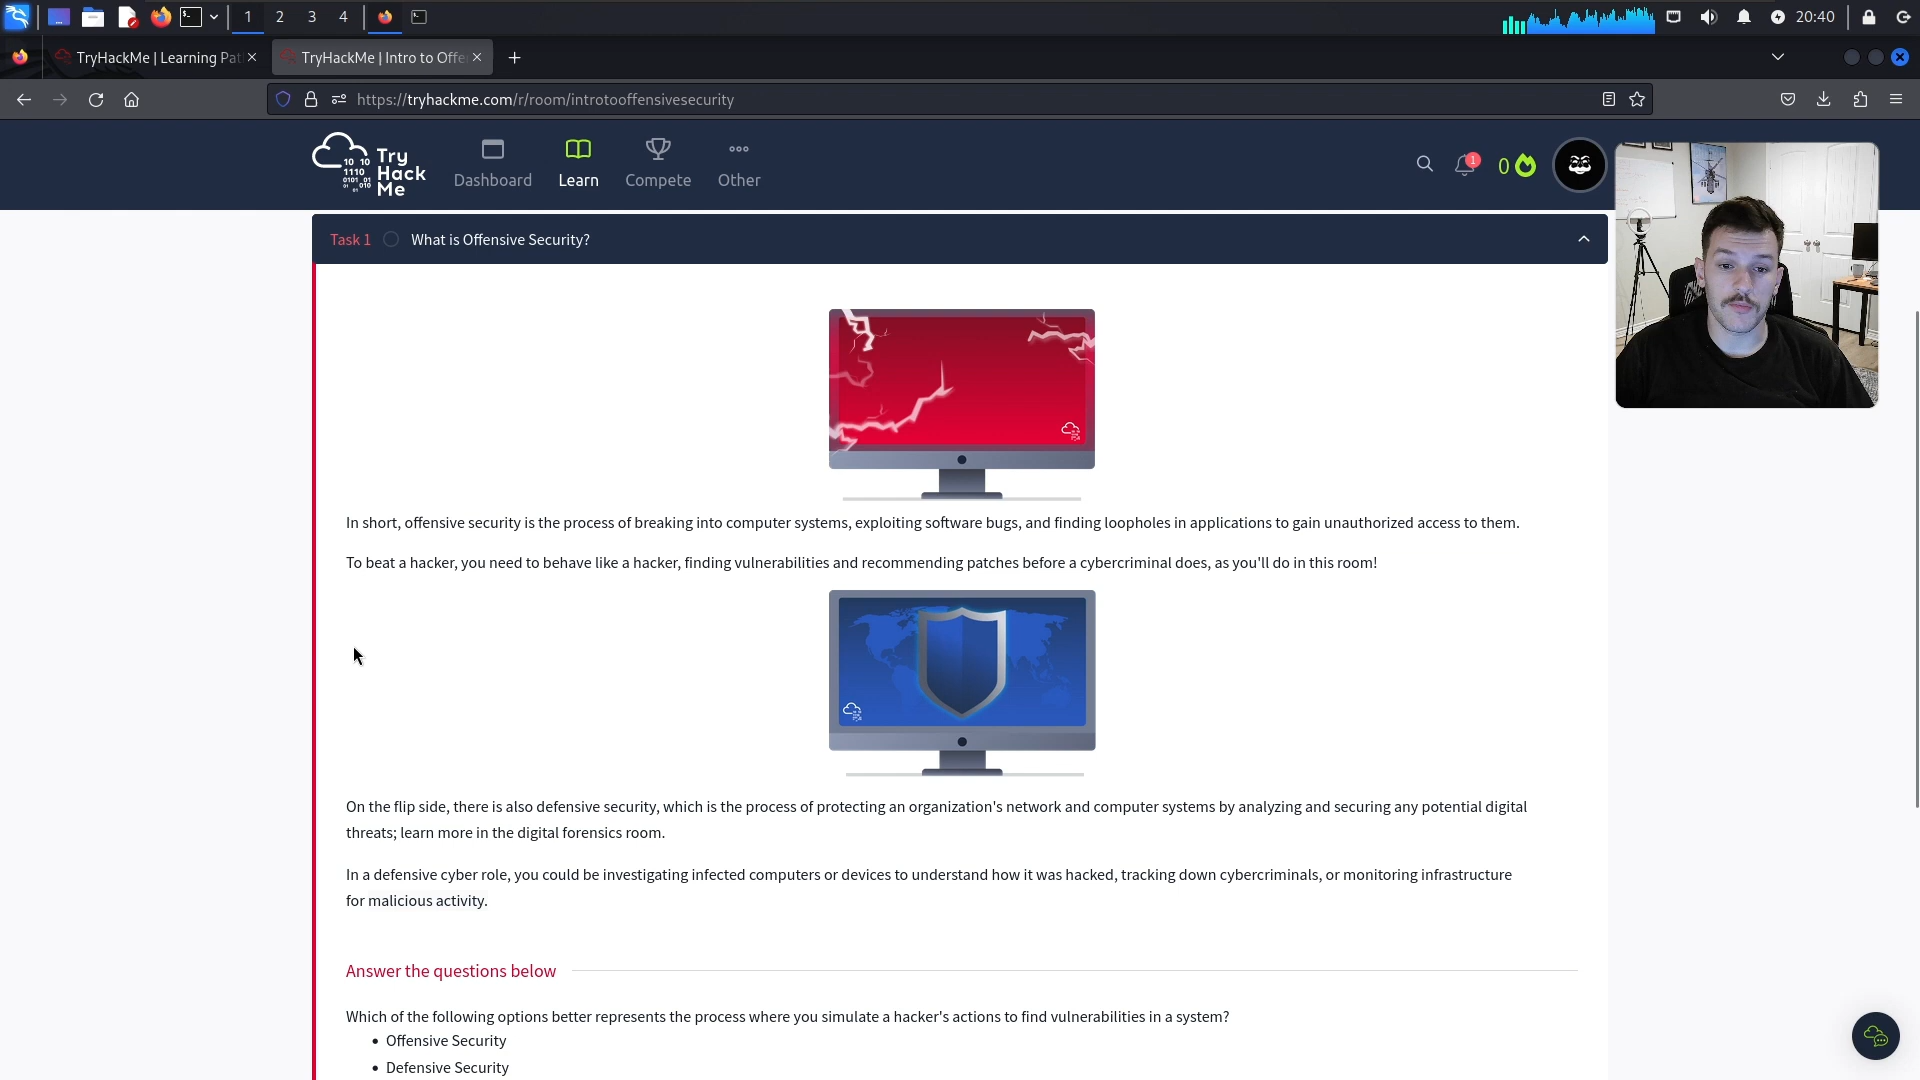 1 2 3 4
20:40
TryHackMe | Learning Pat
TryHackMe | Intro to Offe
https://tryhackme.com/r/room/introtooffensivesecurity
Try
Hack
Me
10 10
1110
0101 01
01 010
Dashboard
Learn
Compete
Other
1
0
Task 1
What is Offensive Security?
In short, offensive security is the process of breaking into computer systems, exploiting software bugs, and finding loopholes in applications to gain unauthorized access to them.
To beat a hacker, you need to behave like a hacker, finding vulnerabilities and recommending patches before a cybercriminal does, as you'll do in this room!
On the flip side, there is also defensive security, which is the process of protecting an organization's network and computer systems by analyzing and securing any potential digital
threats; learn more in the digital forensics room.
In a defensive cyber role, you could be investigating infected computers or devices to understand how it was hacked, tracking down cybercriminals, or monitoring infrastructure
for malicious activity.
Answer the questions below
Which of the following options better represents the process where you simulate a hacker's actions to find vulnerabilities in a system?
• Offensive Security
• Defensive Security